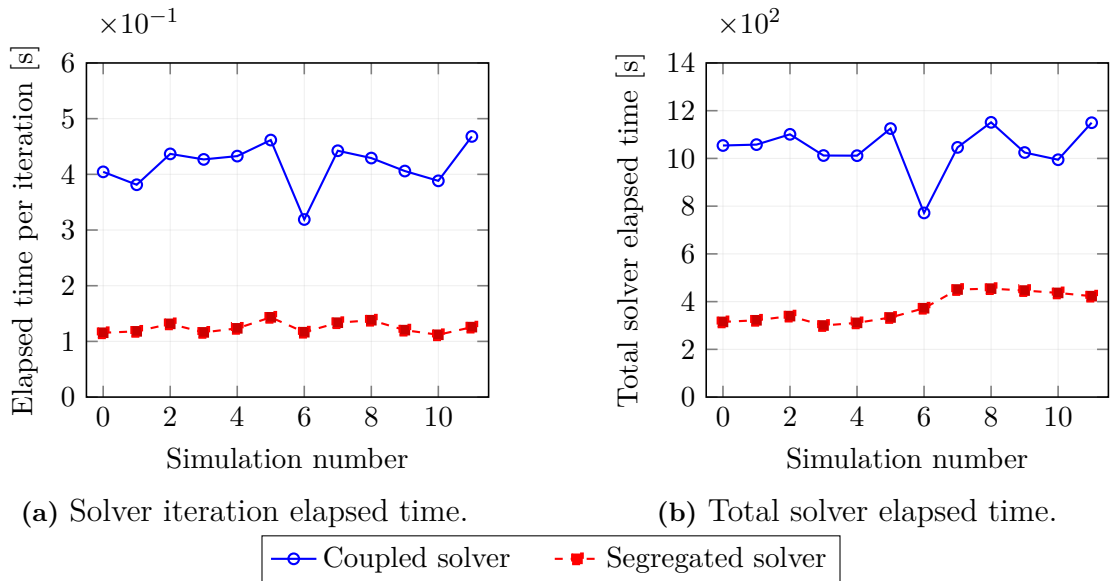 ×10⁻¹
Elapsed time per iteration [s]
6
5
4
3
2
1
0
0 2 4 6 8 10
Simulation number
(a) Solver iteration elapsed time.
×10²
Total solver elapsed time [s]
14
12
10
8
6
4
2
0
0 2 4 6 8 10
Simulation number
(b) Total solver elapsed time.
Coupled solver Segregated solver